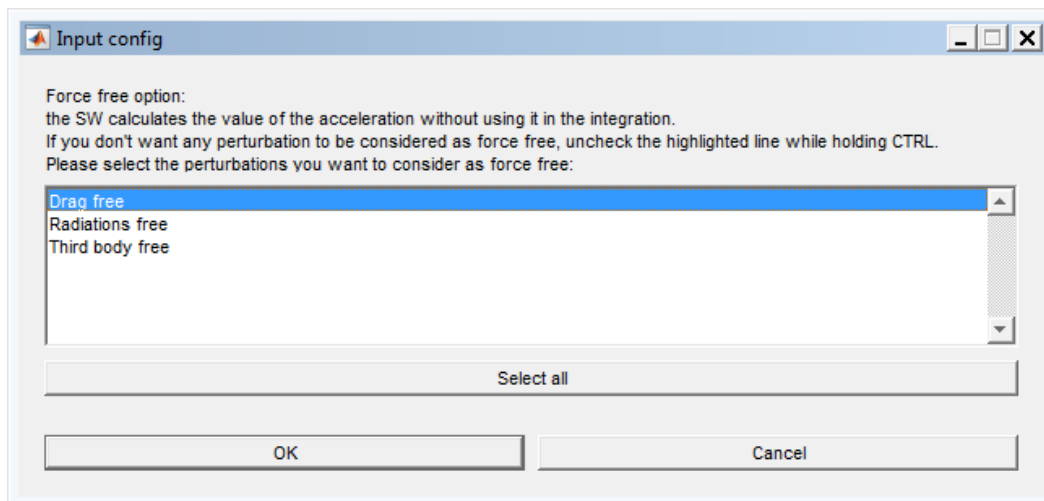 Input config
Force free option:
the SW calculates the value of the acceleration without using it in the integration.
If you don't want any perturbation to be considered as force free, uncheck the highlighted line while holding CTRL.
Please select the perturbations you want to consider as force free:
Drag free
Radiations free
Third body free
Select all
OK
Cancel